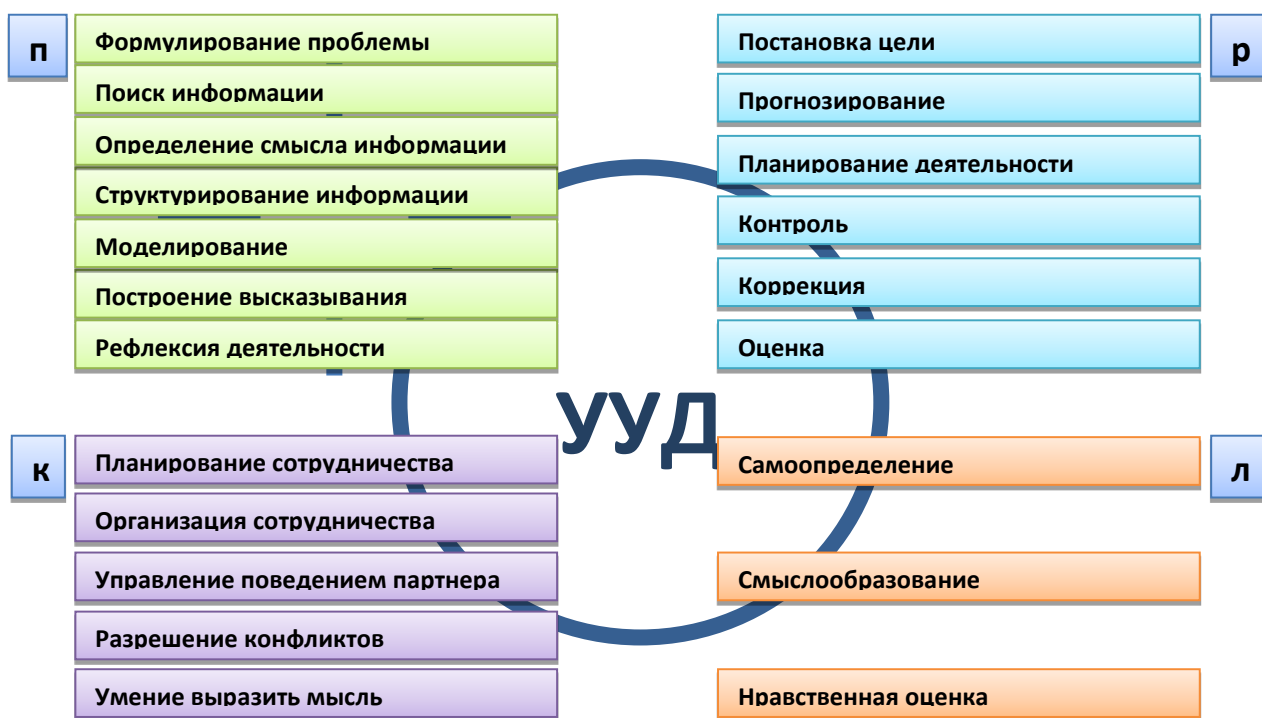 П
Формулирование проблемы
Поиск информации
Определение смысла информации
Структурирование информации
Моделирование
Построение высказывания
Рефлексия деятельности
Р
Постановка цели
Прогнозирование
Планирование деятельности
Контроль
Коррекция
Оценка
УУД
К
Планирование сотрудничества
Организация сотрудничества
Управление поведением партнера
Разрешение конфликтов
Умение выразить мысль
Л
Самоопределение
Смыслообразование
Нравственная оценка